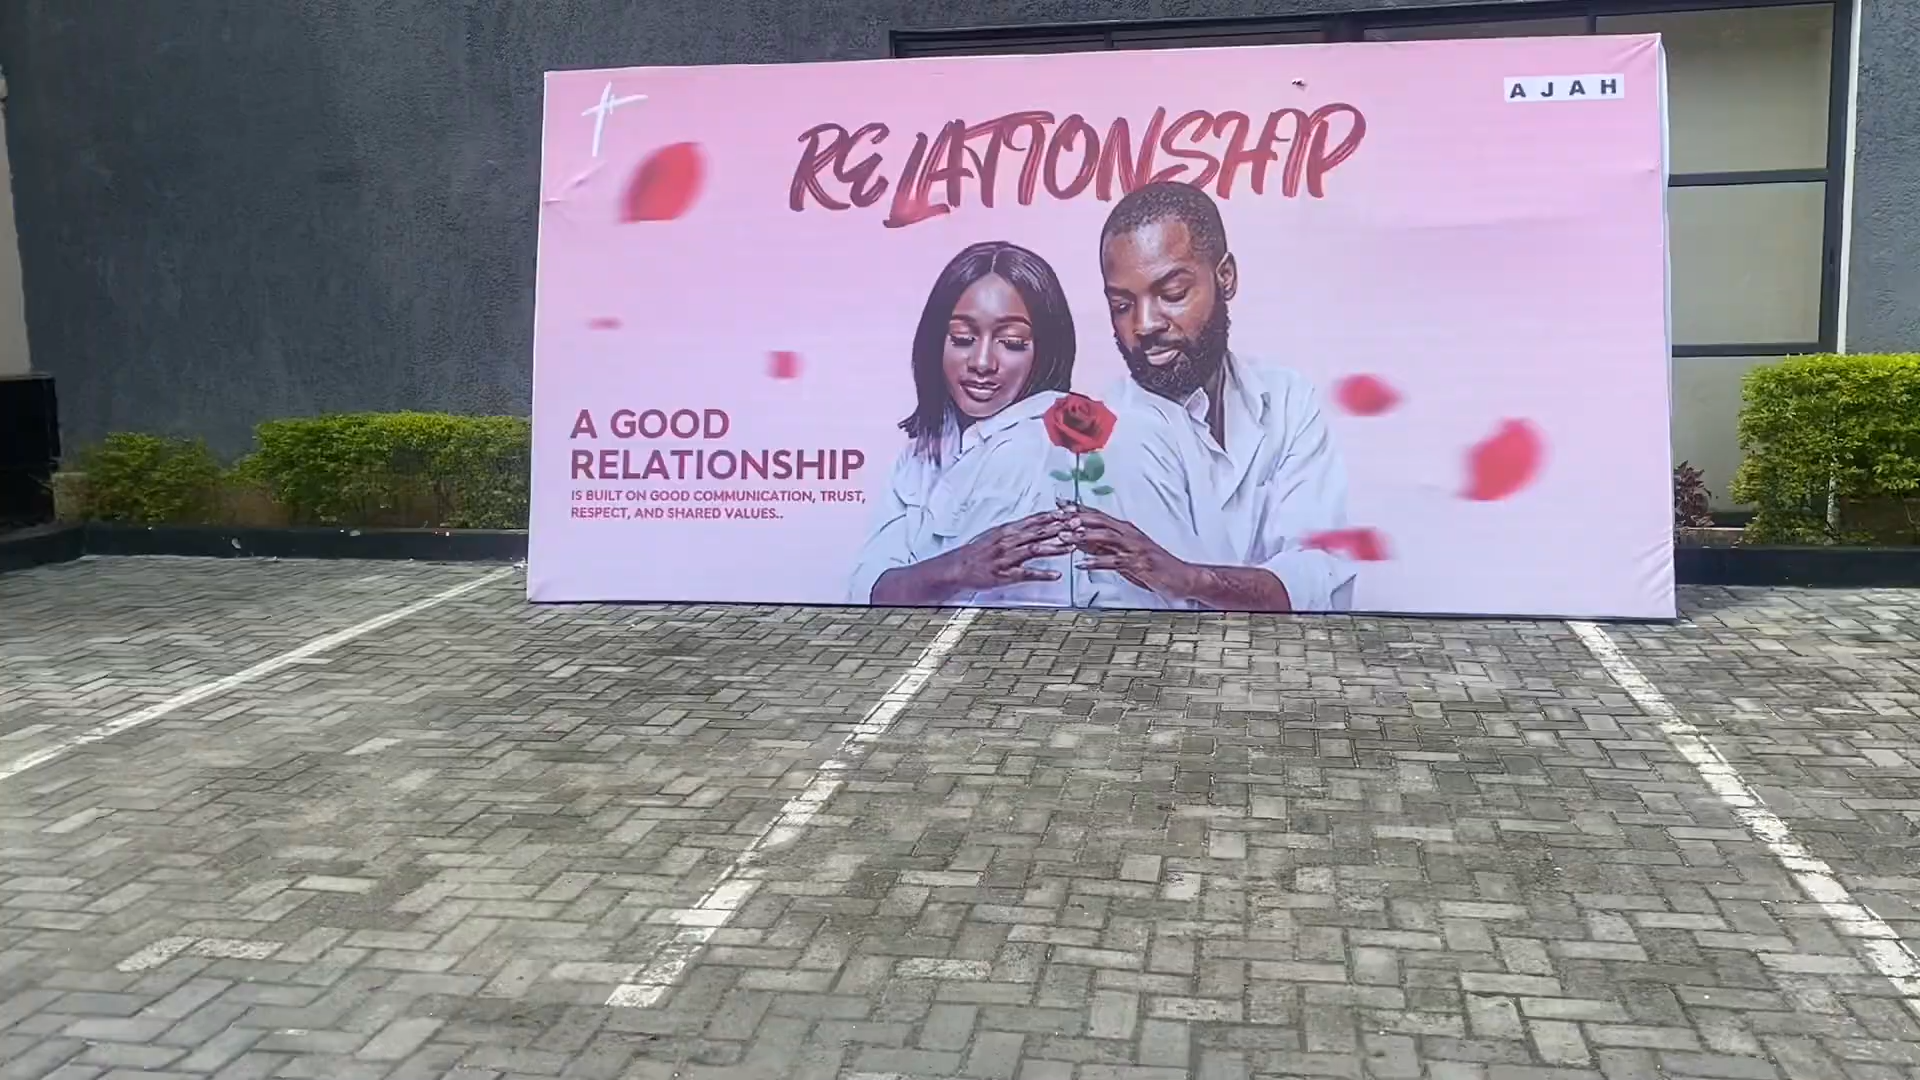 AJAH
RELATIONSHIP
A GOOD
RELATIONSHIP
IS BUILT ON GOOD COMMUNICATION, TRUST,
RESPECT, AND SHARED VALUES..